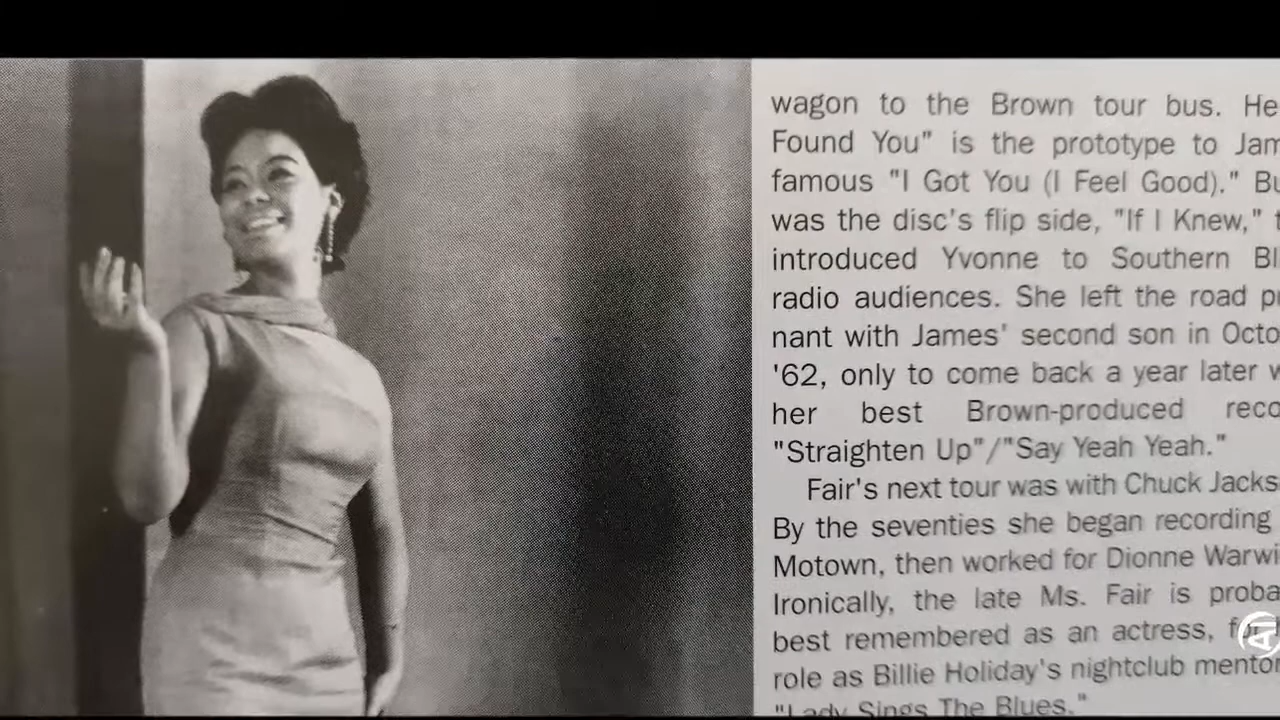 wagon to the Brown tour bus. He
Found You" is the prototype to Jam
famous "I Got You (I Feel Good)." Bu
was the disc's flip side, "If I Knew," t
introduced Yvonne to Southern Bl
radio audiences. She left the road pr
nant with James' second son in Octo
'62, only to come back a year later w
her best Brown-produced reco
"Straighten Up"/"Say Yeah Yeah."
Fair's next tour was with Chuck Jacks
By the seventies she began recording
Motown, then worked for Dionne Warwi
Ironically, the late Ms. Fair is proba
best remembered as an actress, for
role as Billie Holiday's nightclub mentor
"Lady Sings The Blues."